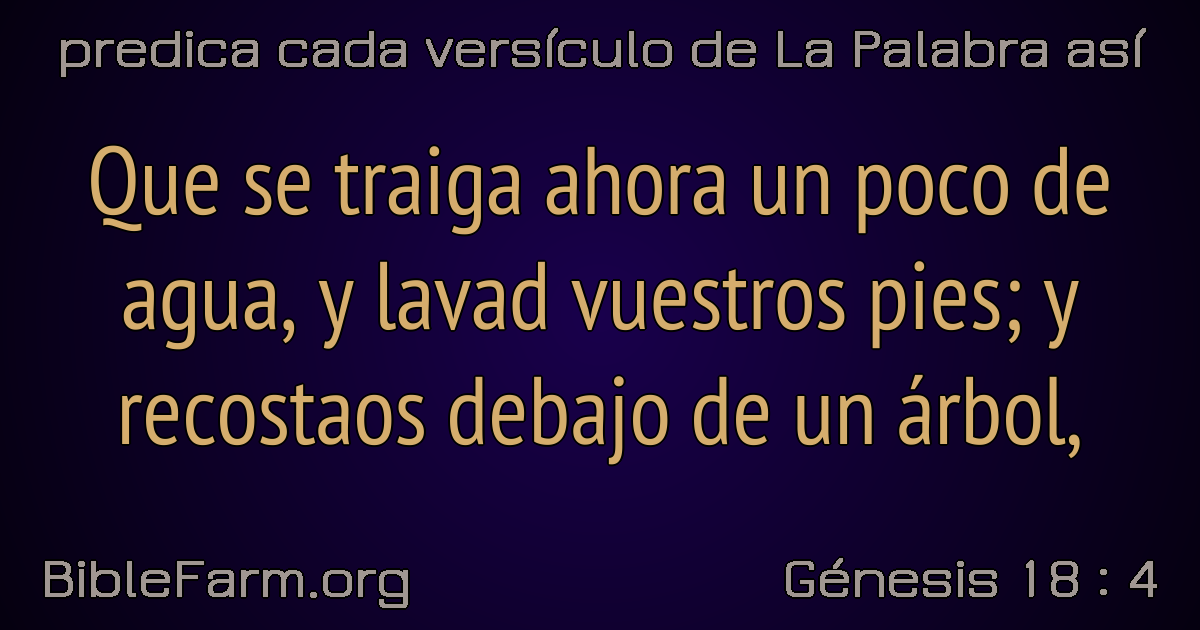 predica cada versículo de La Palabra así
Que se traiga ahora un poco de
agua, y lavad vuestros pies; y
recostaos debajo de un árbol,
BibleFarm.org
Génesis 18 : 4